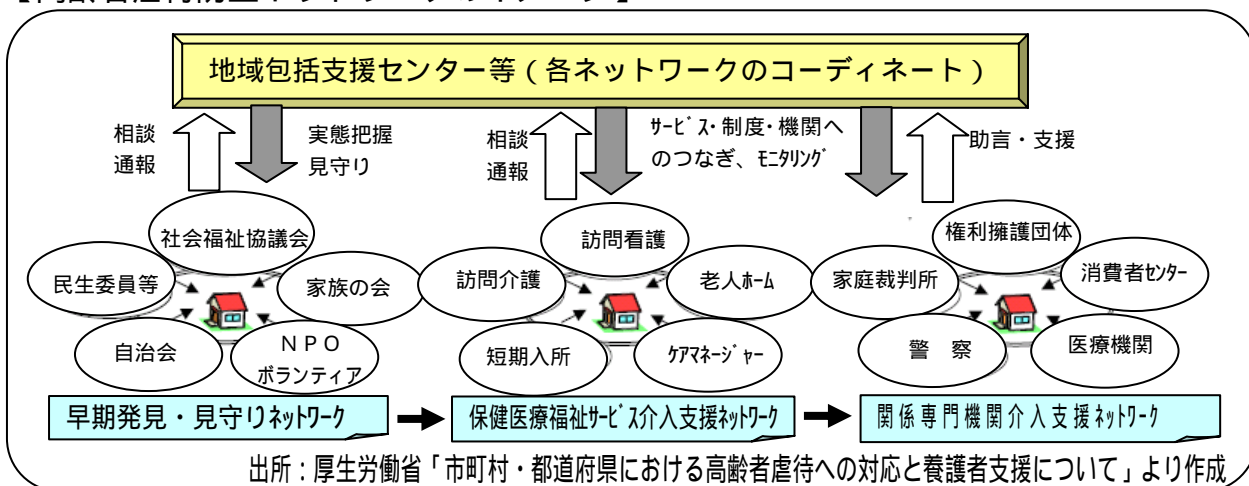 地域包括支援センター等（各ネットワークのコーディネート）
相談
通報
実態把握
見守り
相談
通報
ｻｰﾋﾞｽ・制度・機関へ
のつなぎ、ﾓﾆﾀﾘﾝｸﾞ
助言・支援
社会福祉協議会
民生委員等
家族の会
自治会
ＮＰＯ
ボランティア
訪問看護
訪問介護
老人ﾎｰﾑ
短期入所
ｹｱﾏﾈｰｼﾞｬｰ
権利擁護団体
家庭裁判所
消費者ｾﾝﾀｰ
警　察
医療機関
早期発見・見守りﾈｯﾄﾜｰｸ
保健医療福祉ｻｰﾋﾞｽ介入支援ﾈｯﾄﾜｰｸ
関係専門機関介入支援ﾈｯﾄﾜｰｸ
出所：厚生労働省「市町村・都道府県における高齢者虐待への対応と養護者支援について」より作成